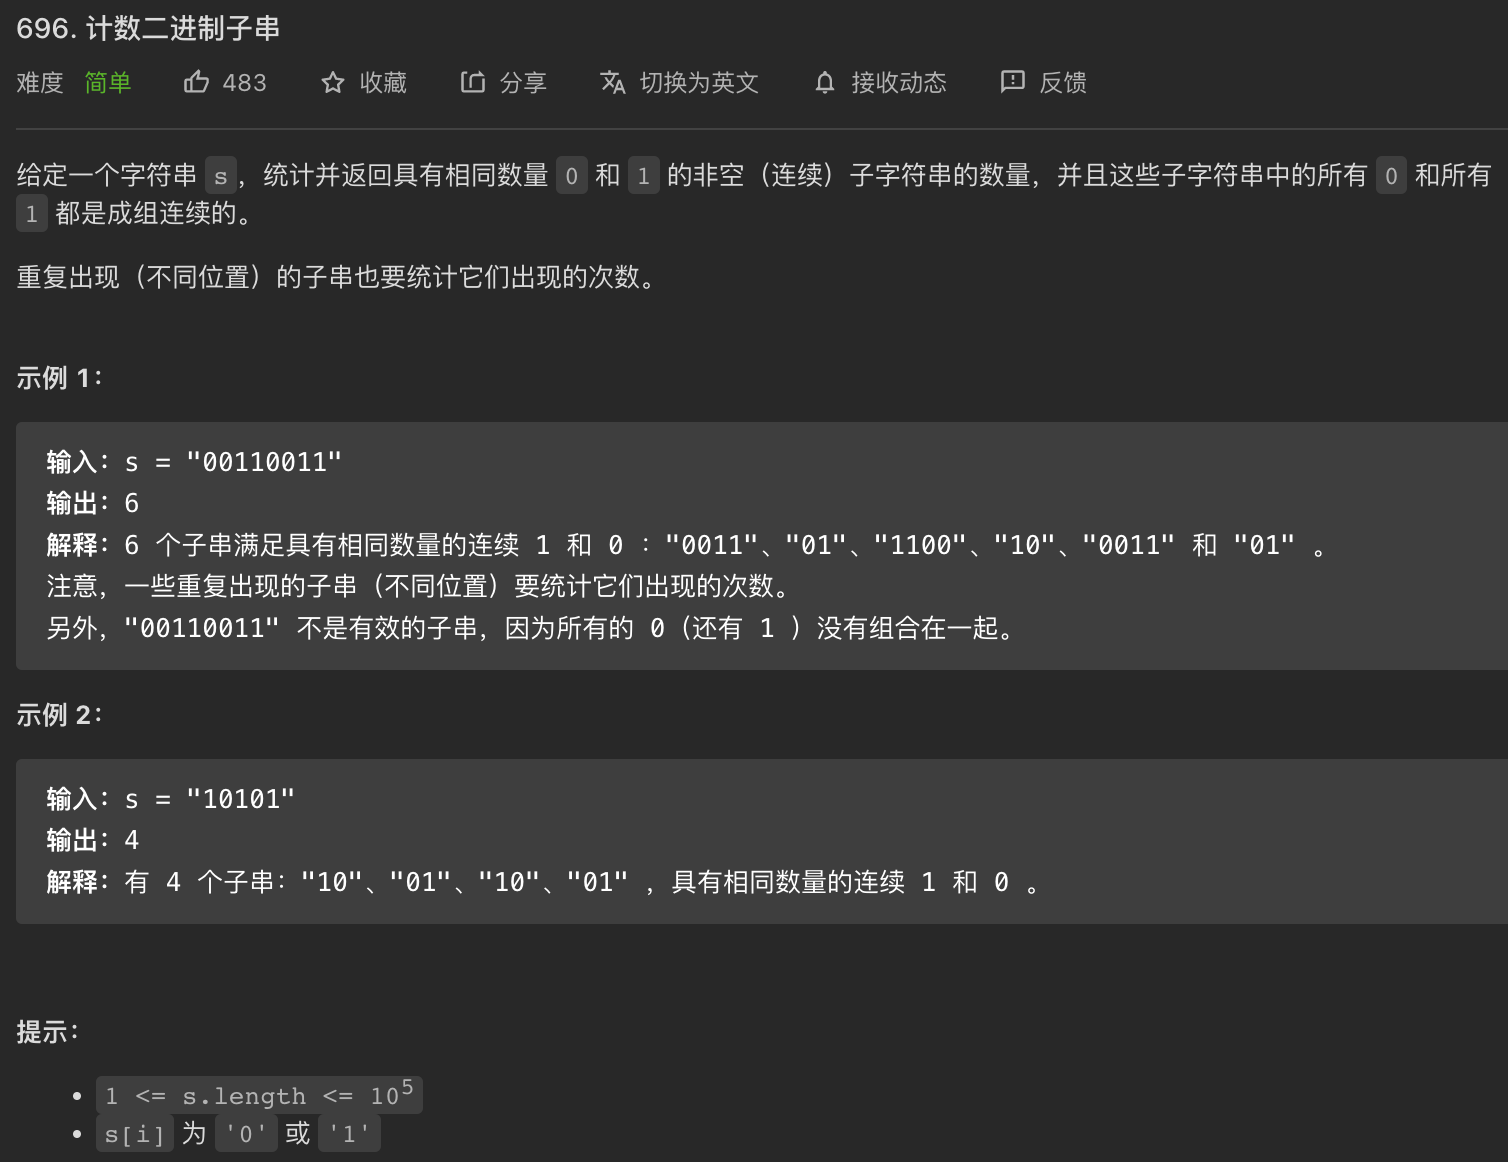 696. 计数二进制子串
难度 简单 483 收藏 分享 切换为英文 接收动态 反馈
给定一个字符串 s，统计并返回具有相同数量 0 和 1 的非空（连续）子字符串的数量，并且这些子字符串中的所有 0 和所有
1 都是成组连续的。
重复出现（不同位置）的子串也要统计它们出现的次数。
示例 1：
输入：s = "00110011"
输出：6
解释：6 个子串满足具有相同数量的连续 1 和 0 ："0011"、"01"、"1100"、"10"、"0011" 和 "01" 。
注意，一些重复出现的子串（不同位置）要统计它们出现的次数。
另外，"00110011" 不是有效的子串，因为所有的 0（还有 1 ）没有组合在一起。
示例 2：
输入：s = "10101"
输出：4
解释：有 4 个子串："10"、"01"、"10"、"01" ，具有相同数量的连续 1 和 0 。
提示：
• 1 <= s.length <= 10⁵
• s[i] 为 '0' 或 '1'